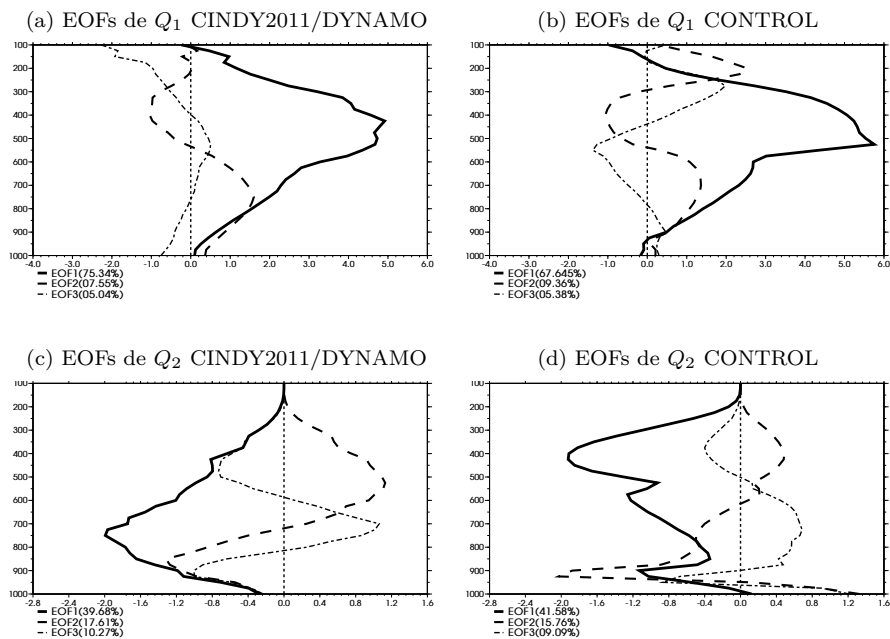 (a) EOFs de Q1 CINDY2011/DYNAMO
(b) EOFs de Q1 CONTROL
100
200
300
400
500
600
700
800
900
1000
-4.0 -3.0 -2.0 -1.0 0.0 1.0 2.0 3.0 4.0 5.0 6.0
EOF1(75.34%)
EOF2(07.55%)
EOF3(05.04%)
100
200
300
400
500
600
700
800
900
1000
-4.0 -3.0 -2.0 -1.0 0.0 1.0 2.0 3.0 4.0 5.0 6.0
EOF1(67.645%)
EOF2(09.36%)
EOF3(05.38%)
(c) EOFs de Q2 CINDY2011/DYNAMO
(d) EOFs de Q2 CONTROL
100
200
300
400
500
600
700
800
900
1000
-2.8 -2.4 -2.0 -1.6 -1.2 -0.8 -0.4 0.0 0.4 0.8 1.2 1.6
EOF1(39.68%)
EOF2(17.61%)
EOF3(10.27%)
100
200
300
400
500
600
700
800
900
1000
-2.8 -2.4 -2.0 -1.6 -1.2 -0.8 -0.4 0.0 0.4 0.8 1.2 1.6
EOF1(41.58%)
EOF2(15.76%)
EOF3(09.09%)